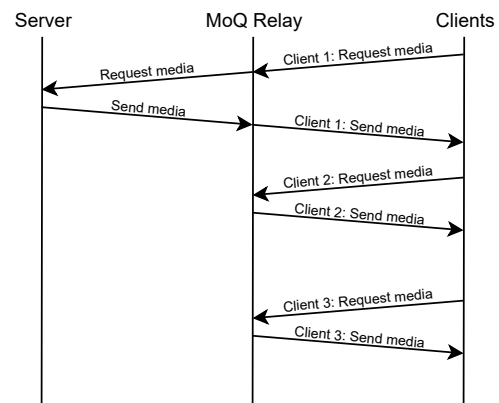 Server MoQ Relay Clients
Client 1: Request media
Request media
Send media
Client 1: Send media
Client 2: Request media
Client 2: Send media
Client 3: Request media
Client 3: Send media